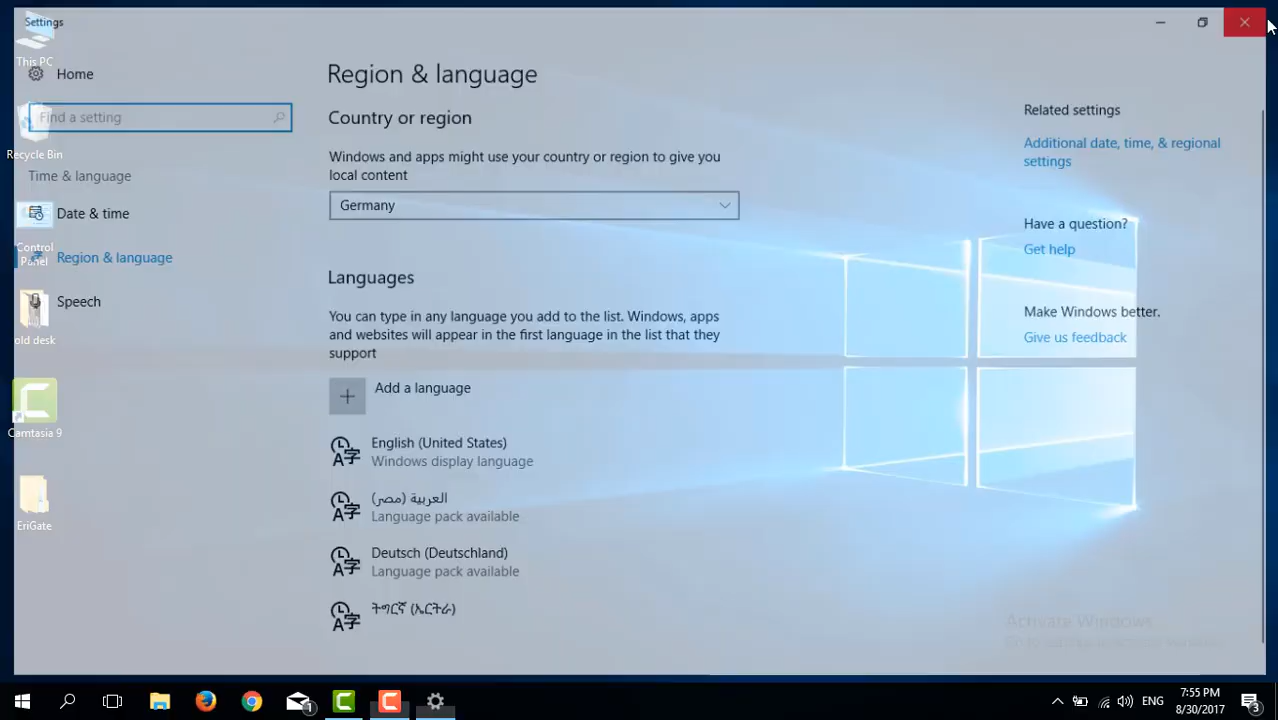 Settings
This PC
Home
Find a setting
Recycle Bin
Time & language
Date & time
Control Panel
Region & language
Speech
old desk
Camtasia 9
EriGate
Region & language
Country or region
Windows and apps might use your country or region to give you
local content
Germany
Languages
You can type in any language you add to the list. Windows, apps
and websites will appear in the first language in the list that they
support
Add a language
English (United States)
Windows display language
العربية (مصر)
Language pack available
Deutsch (Deutschland)
Language pack available
ትግርኛ (ኤርትራ)
Related settings
Additional date, time, & regional
settings
Have a question?
Get help
Make Windows better.
Give us feedback
Activate Windows
1
ENG
7:55 PM
8/30/2017
3